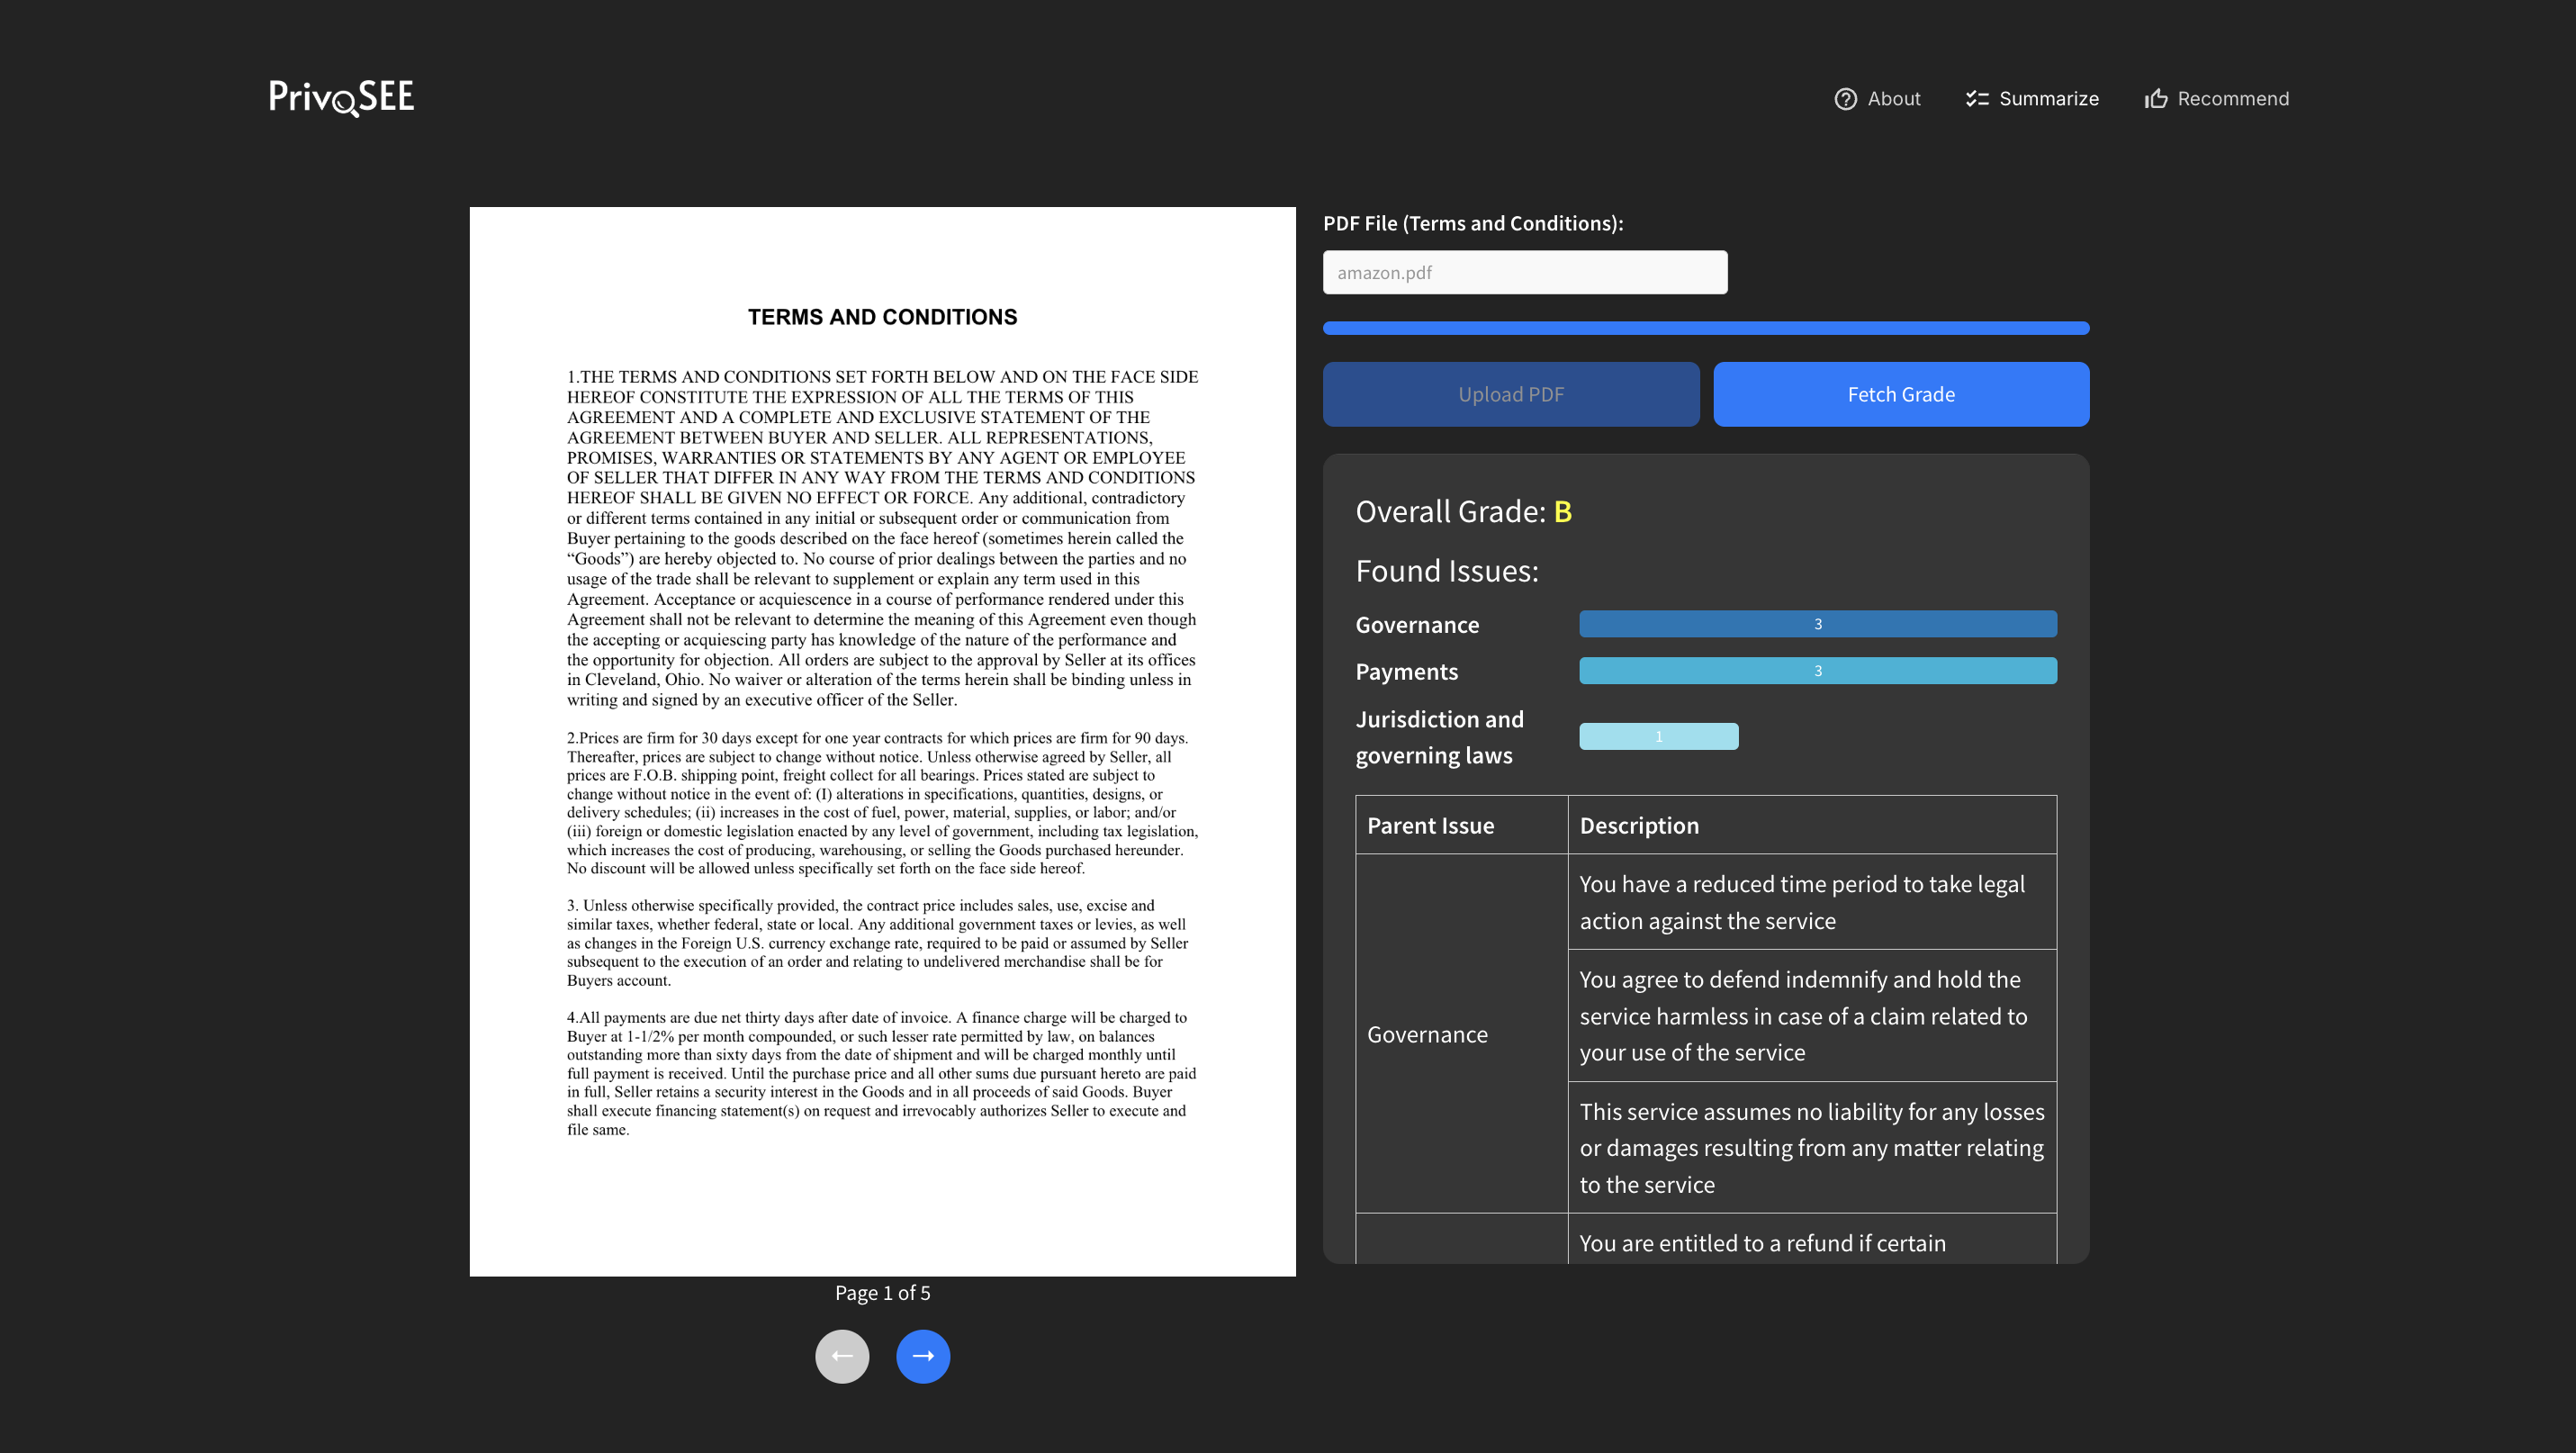 PrivoSEE
About
Summarize
Recommend
TERMS AND CONDITIONS
1.THE TERMS AND CONDITIONS SET FORTH BELOW AND ON THE FACE SIDE
HEREOF CONSTITUTE THE EXPRESSION OF ALL THE TERMS OF THIS
AGREEMENT AND A COMPLETE AND EXCLUSIVE STATEMENT OF THE
AGREEMENT BETWEEN BUYER AND SELLER. ALL REPRESENTATIONS,
PROMISES, WARRANTIES OR STATEMENTS BY ANY AGENT OR EMPLOYEE
OF SELLER THAT DIFFER IN ANY WAY FROM THE TERMS AND CONDITIONS
HEREOF SHALL BE GIVEN NO EFFECT OR FORCE. Any additional, contradictory
or different terms contained in any initial or subsequent order or communication from
Buyer pertaining to the goods described on the face hereof (sometimes herein called the
“Goods”) are hereby objected to. No course of prior dealings between the parties and no
usage of the trade shall be relevant to supplement or explain any term used in this
Agreement. Acceptance or acquiescence in a course of performance rendered under this
Agreement shall not be relevant to determine the meaning of this Agreement even though
the accepting or acquiescing party has knowledge of the nature of the performance and
the opportunity for objection. All orders are subject to the approval by Seller at its offices
in Cleveland, Ohio. No waiver or alteration of the terms herein shall be binding unless in
writing and signed by an executive officer of the Seller.
2.Prices are firm for 30 days except for one year contracts for which prices are firm for 90 days.
Thereafter, prices are subject to change without notice. Unless otherwise agreed by Seller, all
prices are F.O.B. shipping point, freight collect for all bearings. Prices stated are subject to
change without notice in the event of: (I) alterations in specifications, quantities, designs, or
delivery schedules; (ii) increases in the cost of fuel, power, material, supplies, or labor; and/or
(iii) foreign or domestic legislation enacted by any level of government, including tax legislation,
which increases the cost of producing, warehousing, or selling the Goods purchased hereunder.
No discount will be allowed unless specifically set forth on the face side hereof.
3. Unless otherwise specifically provided, the contract price includes sales, use, excise and
similar taxes, whether federal, state or local. Any additional government taxes or levies, as well
as changes in the Foreign U.S. currency exchange rate, required to be paid or assumed by Seller
subsequent to the execution of an order and relating to undelivered merchandise shall be for
Buyers account.
4.All payments are due net thirty days after date of invoice. A finance charge will be charged to
Buyer at 1-1/2% per month compounded, or such lesser rate permitted by law, on balances
outstanding more than sixty days from the date of shipment and will be charged monthly until
full payment is received. Until the purchase price and all other sums due pursuant hereto are paid
in full, Seller retains a security interest in the Goods and in all proceeds of said Goods. Buyer
shall execute financing statement(s) on request and irrevocably authorizes Seller to execute and
file same.
Page 1 of 5
PDF File (Terms and Conditions):
amazon.pdf
Upload PDF
Fetch Grade
Overall Grade: B
Found Issues:
Governance
3
Payments
3
Jurisdiction and
governing laws
1
Parent Issue
Description
Governance
You have a reduced time period to take legal
action against the service
You agree to defend indemnify and hold the
service harmless in case of a claim related to
your use of the service
This service assumes no liability for any losses
or damages resulting from any matter relating
to the service
You are entitled to a refund if certain